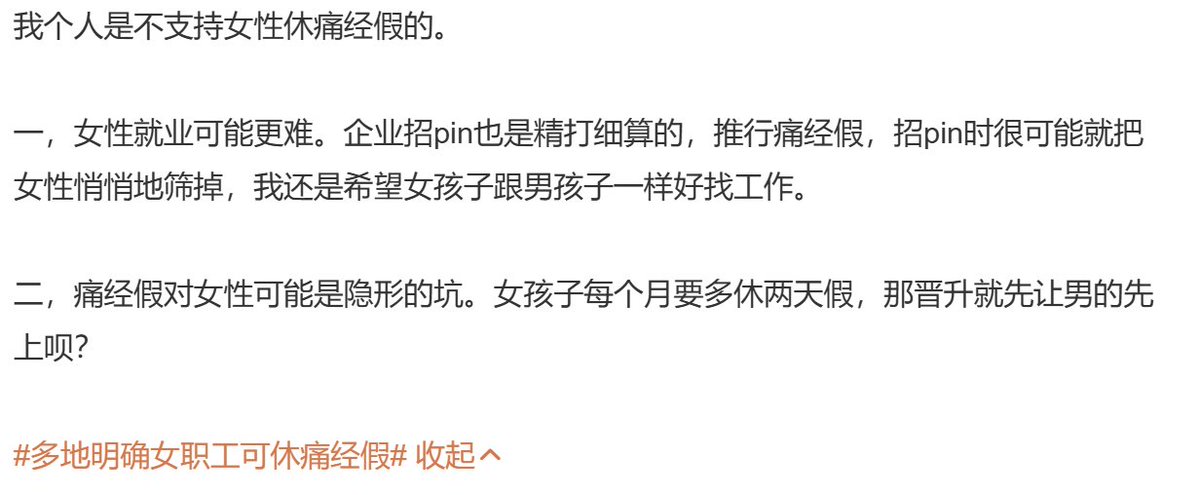 我个人是不支持女性休痛经假的。
一，女性就业可能更难。企业招pin也是精打细算的，推行痛经假，招pin时很可能就把
女性悄悄地筛掉，我还是希望女孩子跟男孩子一样好找工作。
二，痛经假对女性可能是隐形的坑。女孩子每个月要多休两天假，那晋升就先让男的先
上呗？
#多地明确女职工可休痛经假# 收起